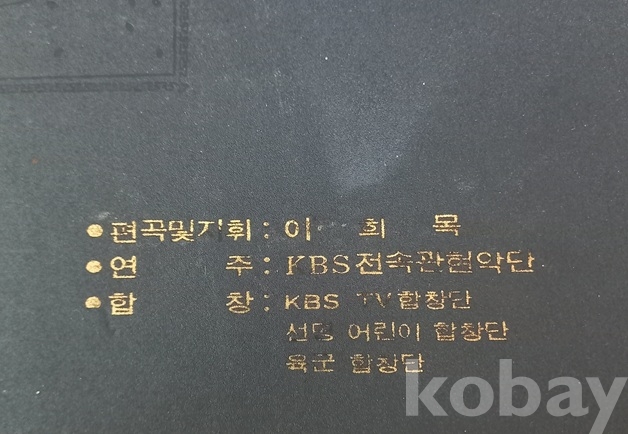 ●편곡및지휘 : 이 희 목
●연 주 : KBS전속관현악단
●합 창 : KBS TV합창단
선명 어린이 합창단
육군 합창단
kobay